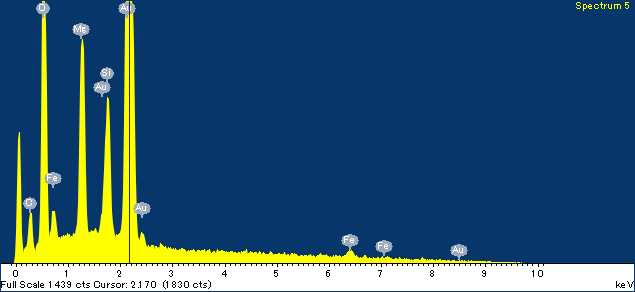 Spectrum 5
O Au
Mg
Si
Au
Fe
C Au
Fe Fe Au
0 1 2 3 4 5 6 7 8 9 10
Full Scale 1439 cts Cursor: 2.170 (1830 cts) keV